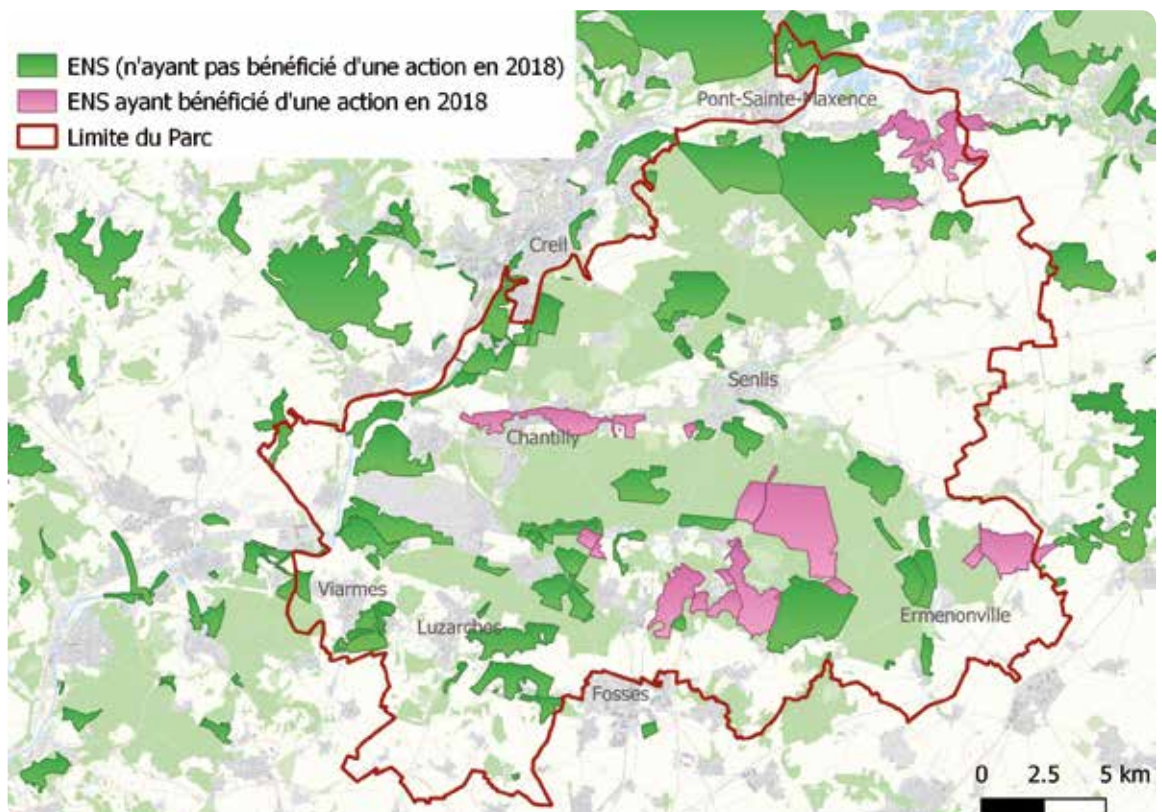 ENS (n'ayant pas bénéficié d'une action en 2018)
ENS ayant bénéficié d'une action en 2018
Limite du Parc
Pont-Sainte-Maxence
Creil
Senlis
Chantilly
Viarmes
Luzarches
Ermenonville
Fosses
0 2.5 5 km